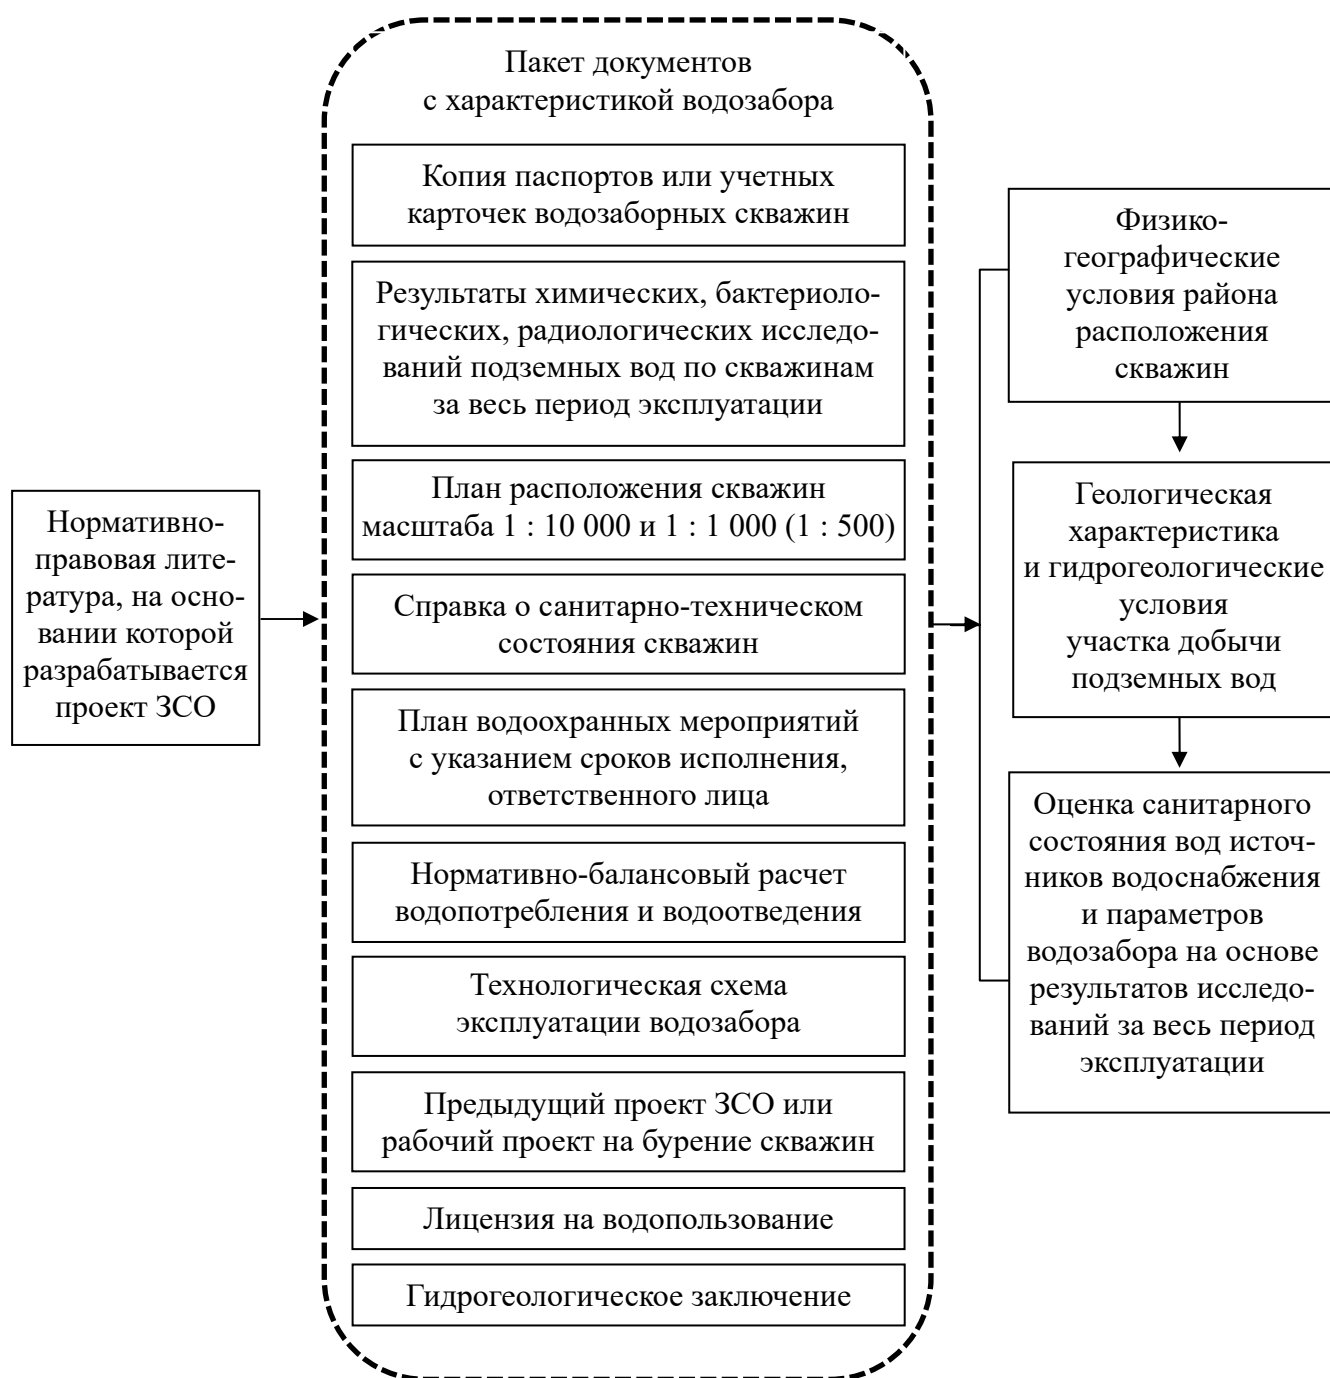 Нормативно-
правовая лите-
ратура, на осно-
вании которой
разрабатывается
проект ЗСО
Пакет документов
с характеристикой водозабора
Копия паспортов или учетных
карточек водозаборных скважин
Результаты химических, бактериоло-
гических, радиологических исследо-
ваний подземных вод по скважинам
за весь период эксплуатации
План расположения скважин
масштаба 1 : 10 000 и 1 : 1 000 (1 : 500)
Справка о санитарно-техническом
состояния скважин
План водоохранных мероприятий
с указанием сроков исполнения,
ответственного лица
Нормативно-балансовый расчет
водопотребления и водоотведения
Технологическая схема
эксплуатации водозабора
Предыдущий проект ЗСО или
рабочий проект на бурение скважин
Лицензия на водопользование
Гидрогеологическое заключение
Физико-
географические
условия района
расположения
скважин
Геологическая
характеристика
и гидрогеологические
условия
участка добычи
подземных вод
Оценка санитарного
состояния вод источ-
ников водоснабжения
и параметров
водозабора на основе
результатов исследо-
ваний за весь период
эксплуатации